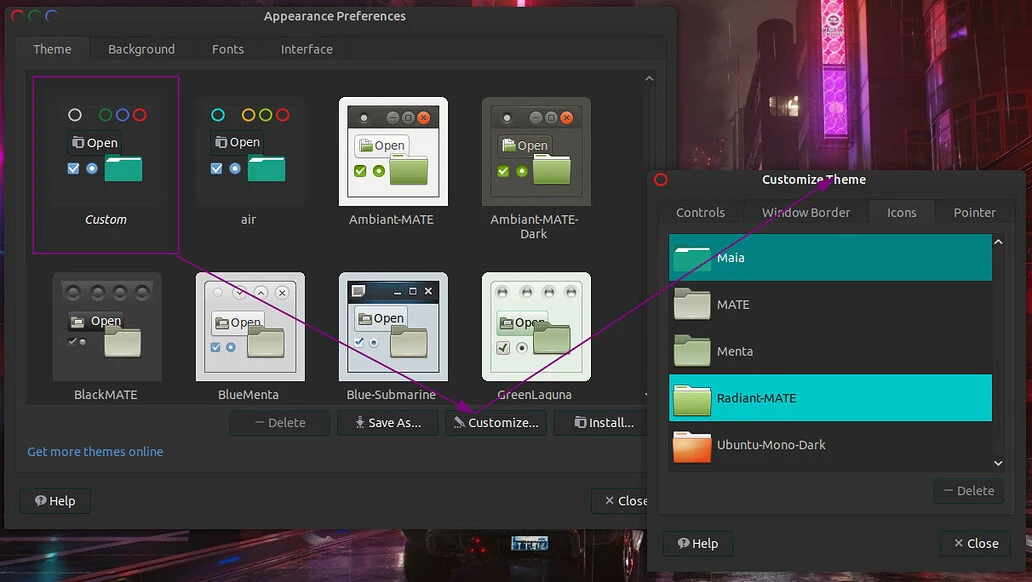 Appearance Preferences
Theme
Background
Fonts
Interface
Open
Open
Open
Open
Custom
air
Ambiant-MATE
Ambiant-MATE-
Dark
Open
Open
Open
Open
BlackMATE
BlueMenta
Blue-Submarine
GreenLaguna
Delete
Save As...
Customize...
Install...
Get more themes online
Help
Close
Customize Theme
Controls
Window Border
Icons
Pointer
Maia
MATE
Menta
Radiant-MATE
Ubuntu-Mono-Dark
Delete
Help
Close